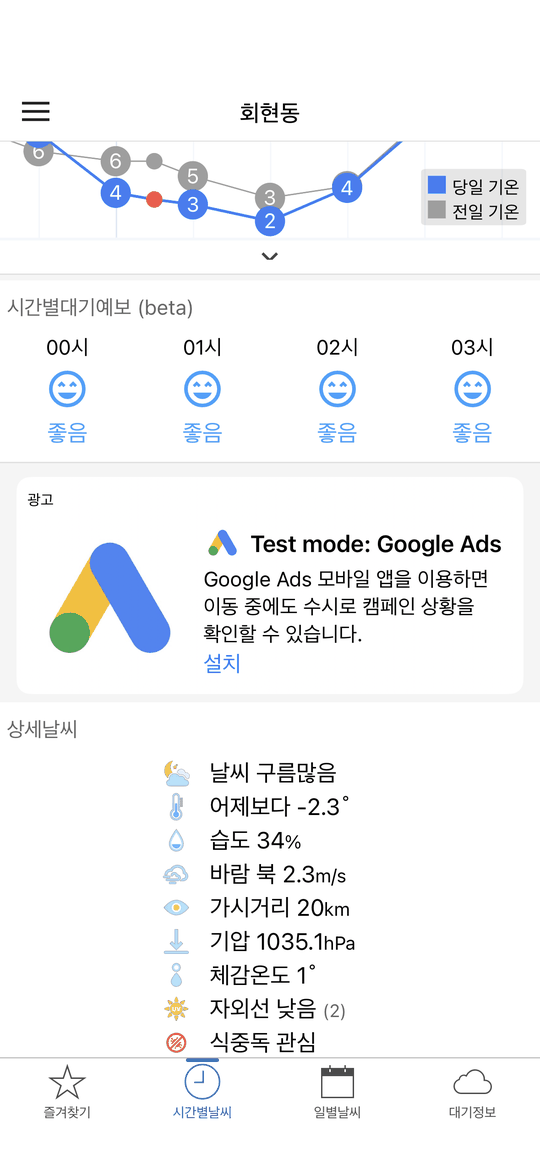 회현동
6 6 5 3
4 3 2 4
당일 기온
전일 기온
시간별대기예보 (beta)
00시 01시 02시 03시
좋음 좋음 좋음 좋음
광고
Test mode: Google Ads
Google Ads 모바일 앱을 이용하면
이동 중에도 수시로 캠페인 상황을
확인할 수 있습니다.
설치
상세날씨
날씨 구름많음
어제보다 -2.3˚
습도 34%
바람 북 2.3m/s
가시거리 20km
기압 1035.1hPa
체감온도 1˚
UV 자외선 낮음 (2)
식중독 관심
즐겨찾기 시간별날씨 일별날씨 대기정보